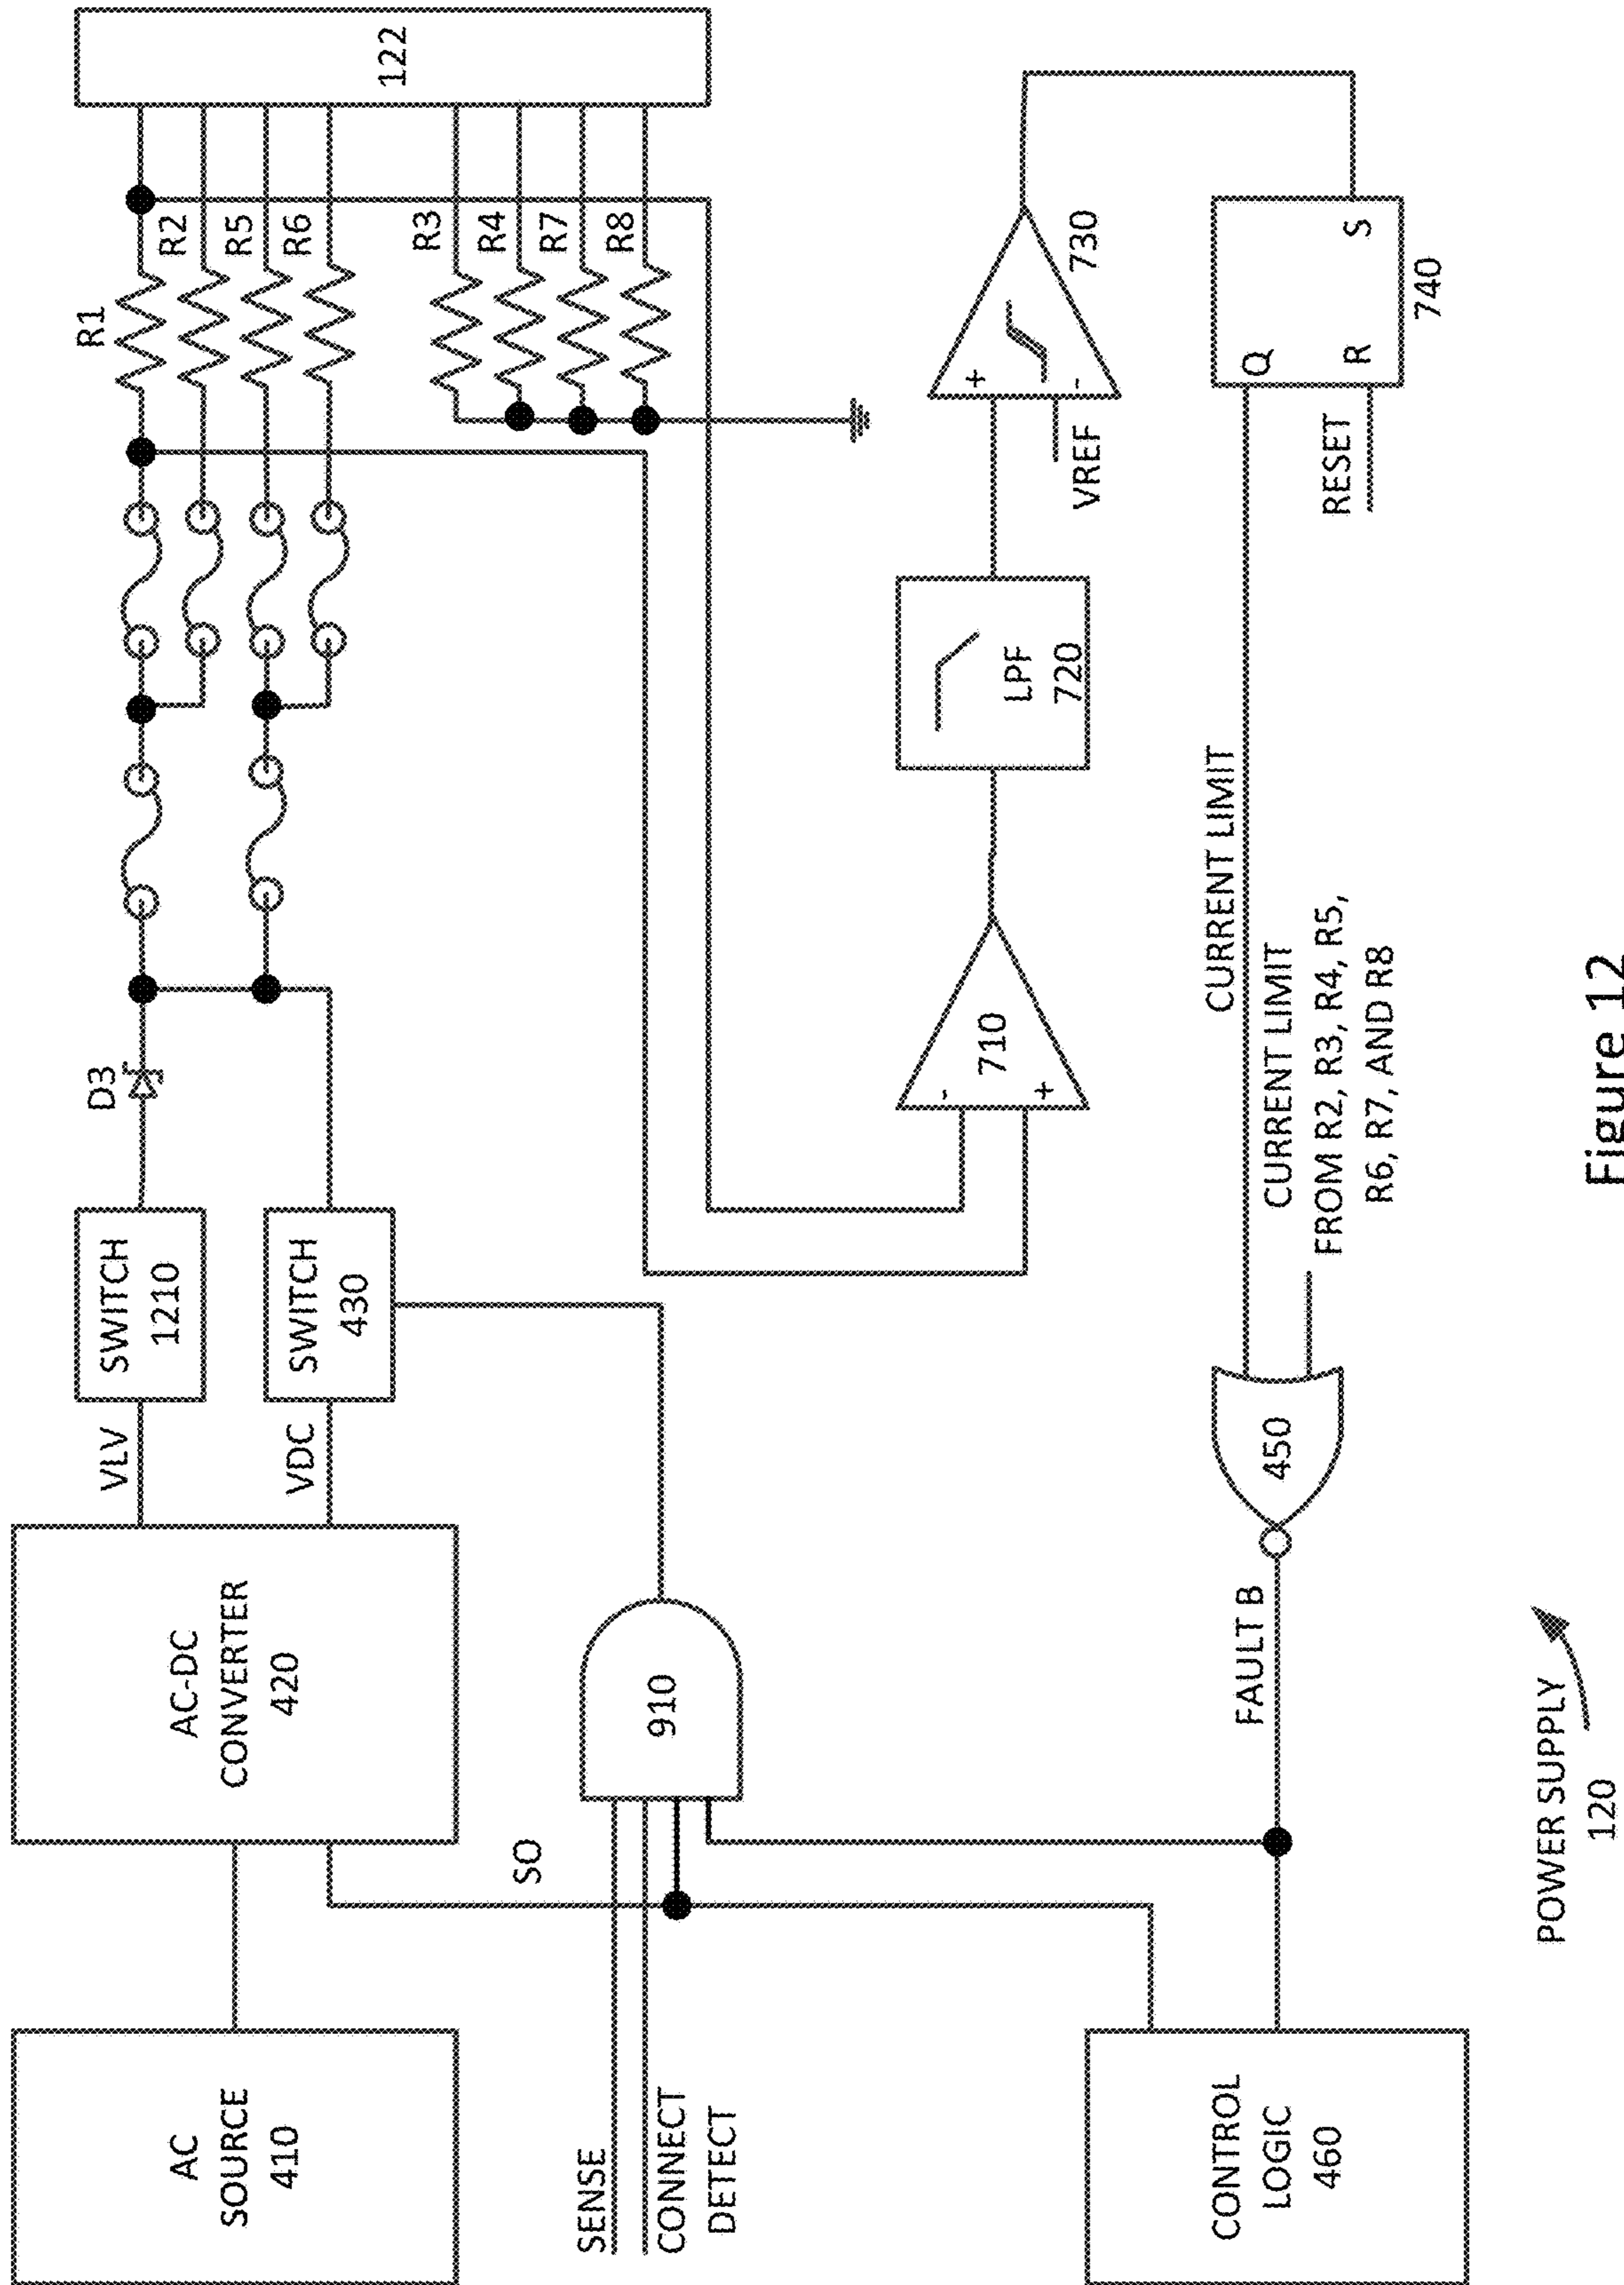 AC
SOURCE
410
AC-DC
CONVERTER
420
VLV
VDC
SWITCH
1210
SWITCH
430
D3
R1
R2
R5
R6
R3
R4
R7
R8
122
SENSE
CONNECT
DETECT
SO
910
710
-
+
LPF
720
+
-
730
VREF
CONTROL
LOGIC
460
FAULT B
450
CURRENT LIMIT
CURRENT LIMIT
FROM R2, R3, R4, R5,
R6, R7, AND R8
Q
R
S
RESET
740
POWER SUPPLY
120
Figure 12